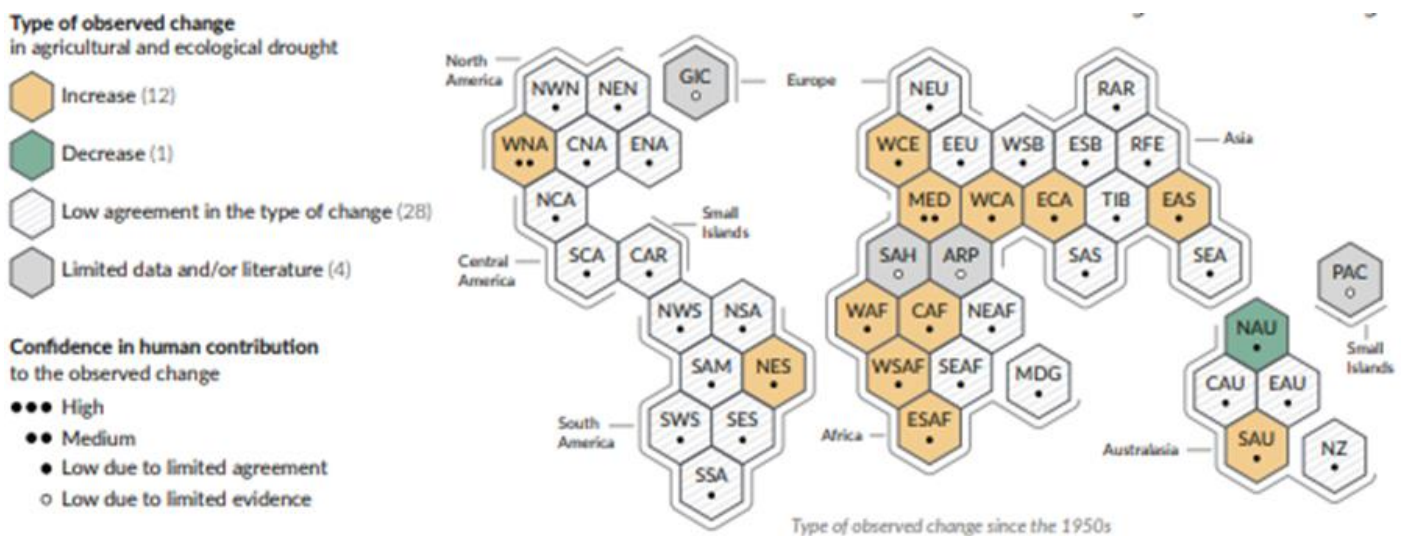 Type of observed change
in agricultural and ecological drought
Increase (12)
Decrease (1)
Low agreement in the type of change (28)
Limited data and/or literature (4)
Confidence in human contribution
to the observed change
●●● High
●● Medium
● Low due to limited agreement
○ Low due to limited evidence
North
America
NWN
NEN
GIC
WNA
CNA
ENA
NCA
Small
Islands
Central
America
SCA
CAR
NWS
NSA
SAM
NES
South
America
SWS
SES
SSA
Europe
NEU
RAR
Asia
WCE
EEU
WSB
ESB
RFE
MED
WCA
ECA
TIB
EAS
SAH
ARP
SAS
SEA
WAF
CAF
NEAF
WSAF
SEAF
MDG
Africa
ESAF
PAC
Small
Islands
NAU
CAU
EAU
Australasia
SAU
NZ
Type of observed change since the 1950s